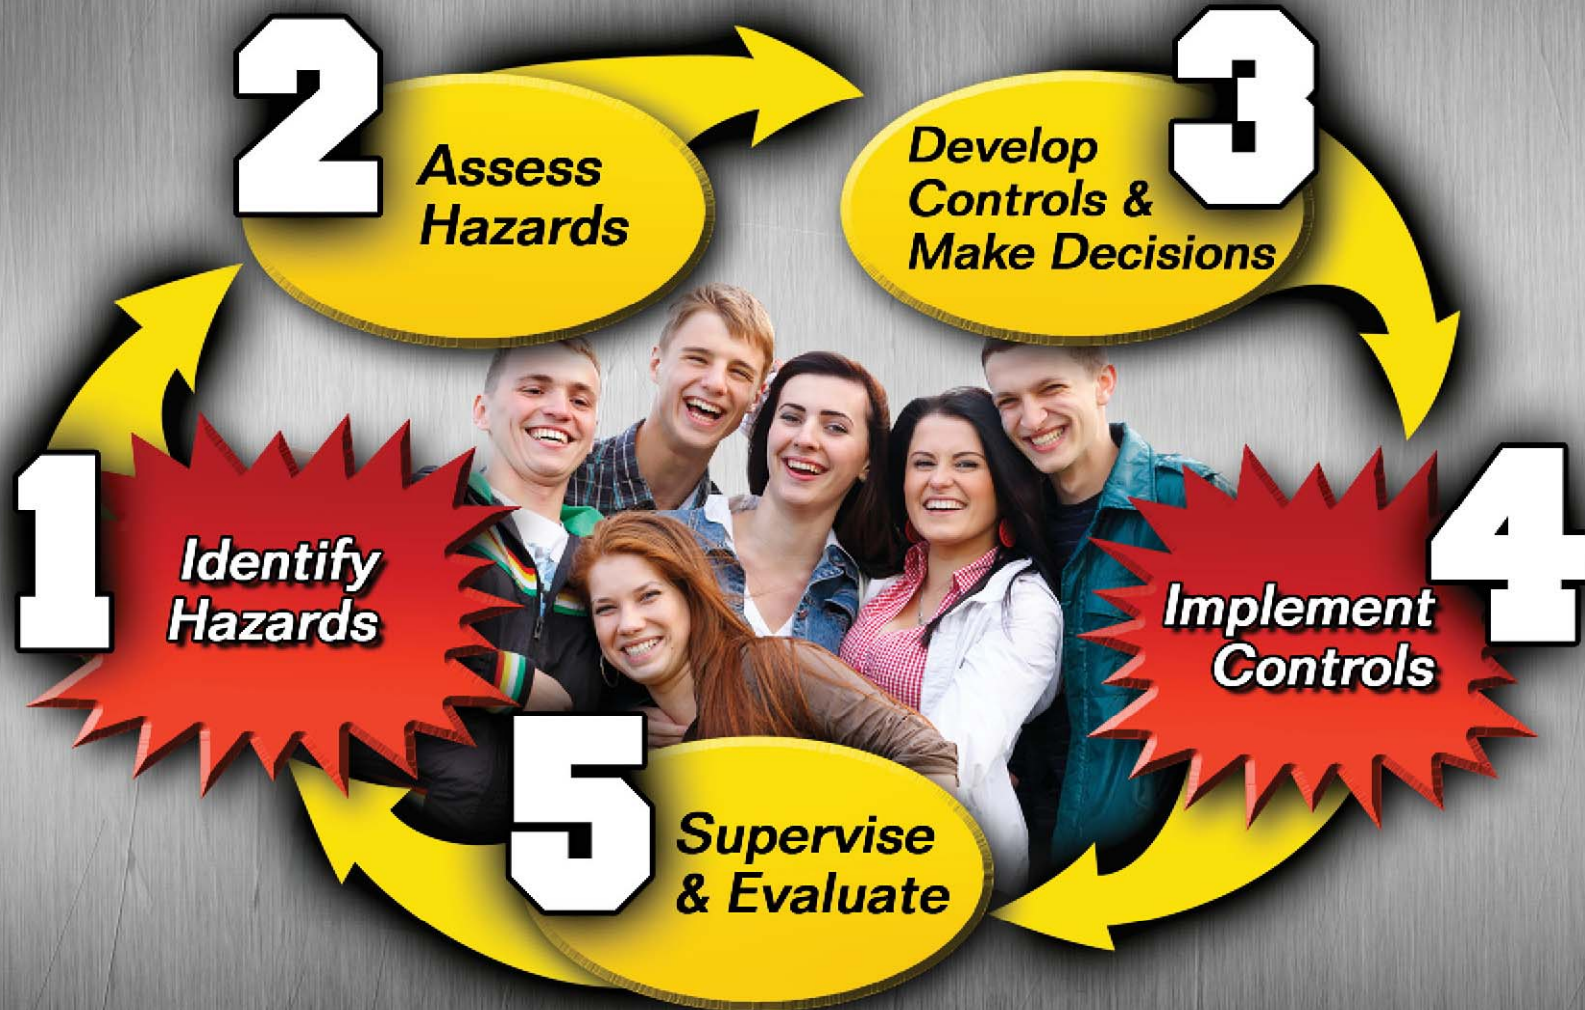 1
Identify
Hazards
2
Assess
Hazards
3
Develop
Controls &
Make Decisions
4
Implement
Controls
5
Supervise
& Evaluate